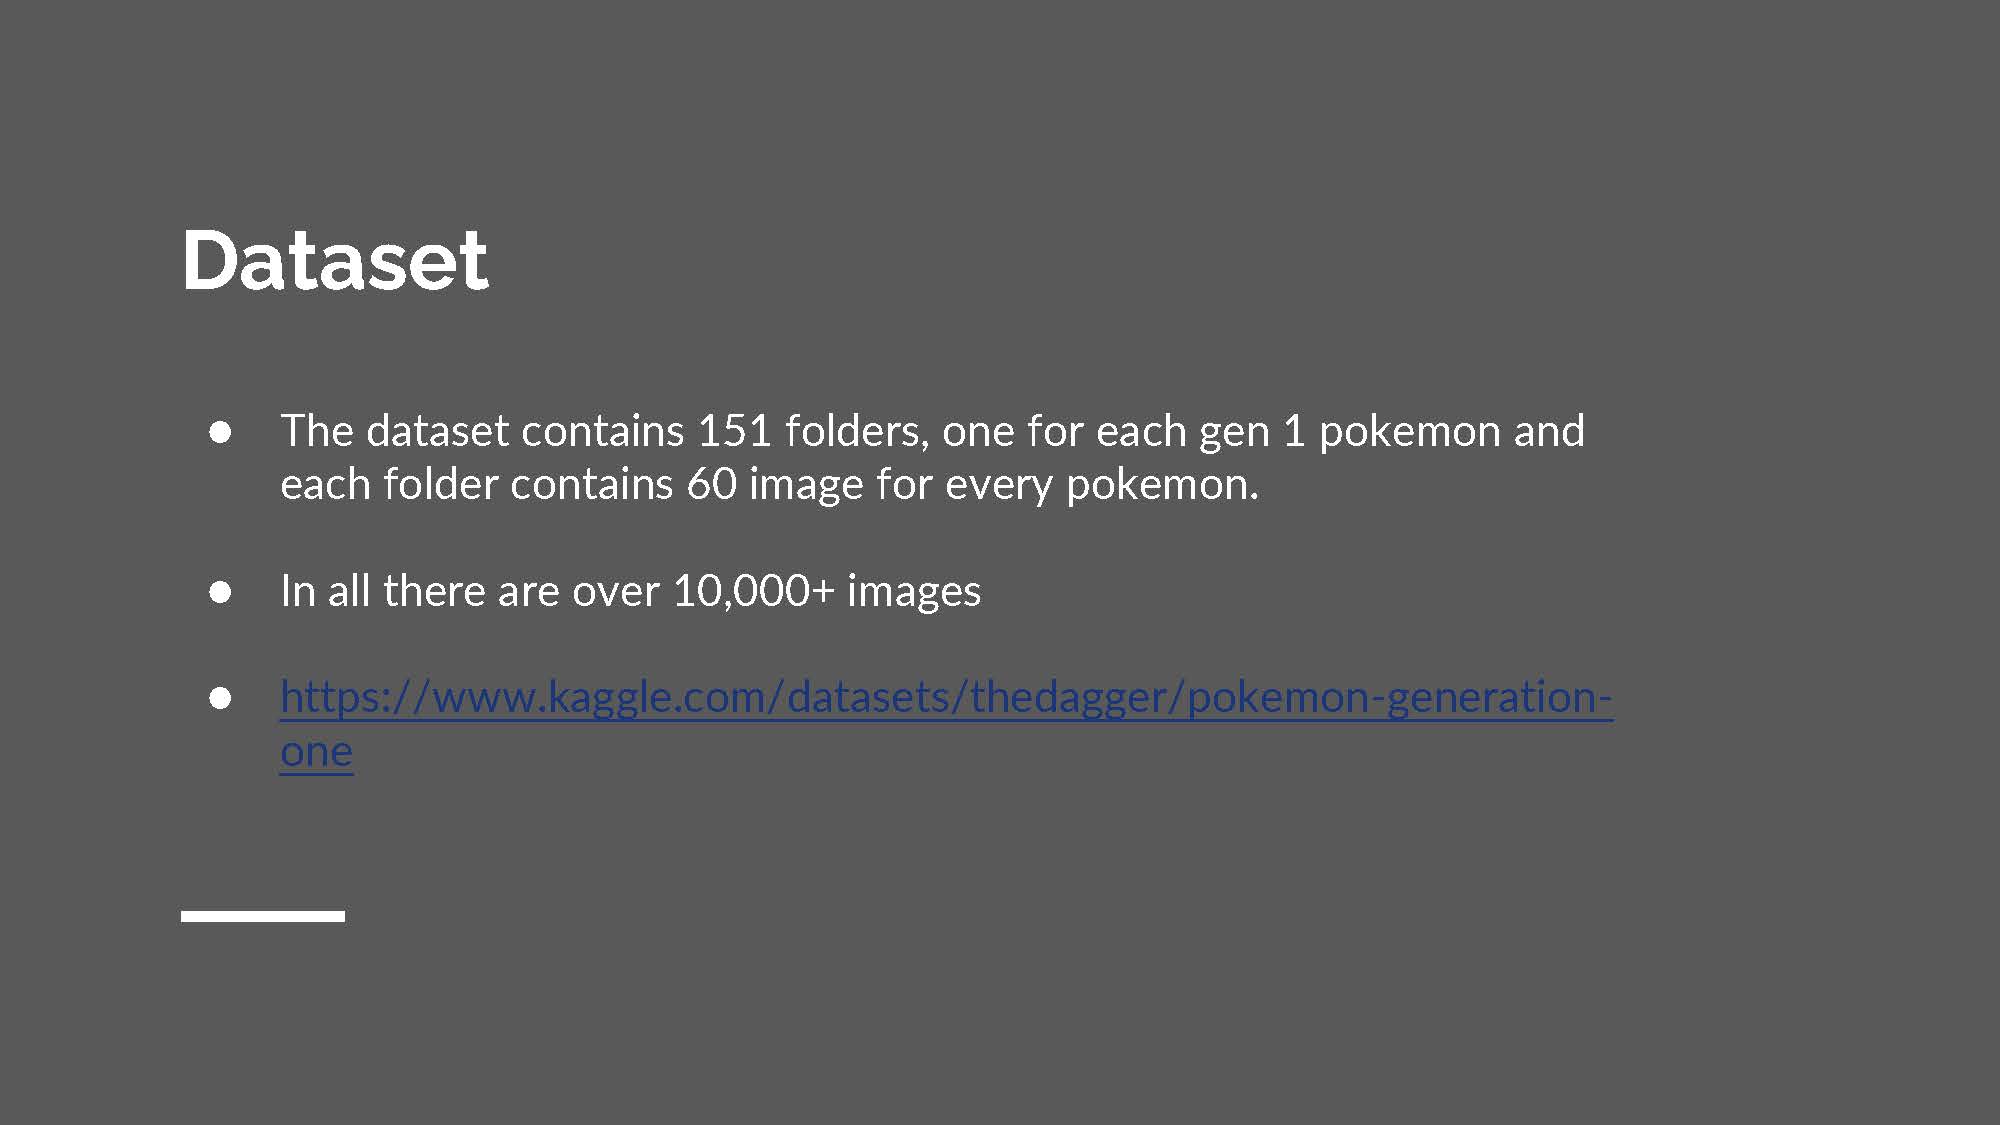 Dataset
● The dataset contains 151 folders, one for each gen 1 pokemon and
each folder contains 60 image for every pokemon.
● In all there are over 10,000+ images
● https://www.kaggle.com/datasets/thedagger/pokemon-generation-
one